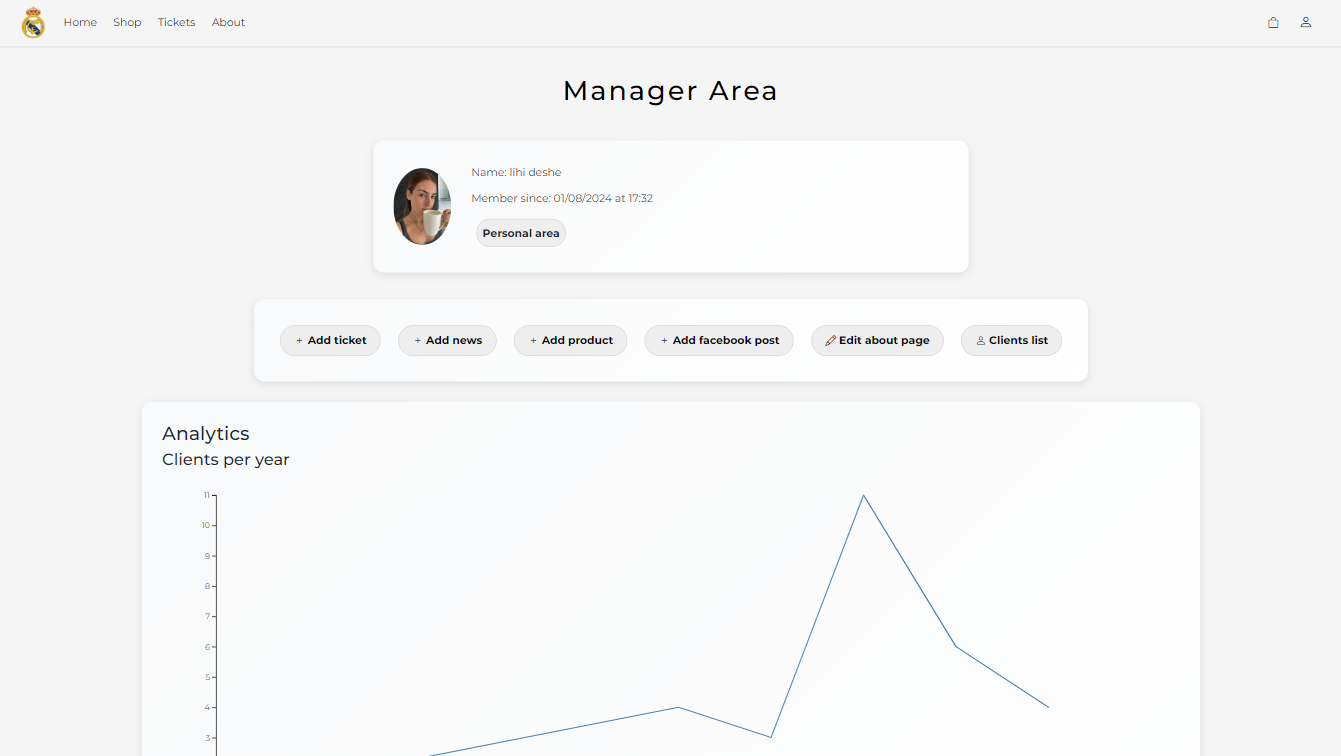 Home Shop Tickets About
Manager Area
Name: lihi deshe
Member since: 01/08/2024 at 17:32
Personal area
+ Add ticket + Add news + Add product + Add facebook post Edit about page Clients list
Analytics
Clients per year
11
10
9
8
7
6
5
4
3